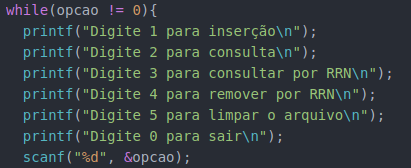 while(opcao != 0){
printf("Digite 1 para inserção\n");
printf("Digite 2 para consulta\n");
printf("Digite 3 para consultar por RRN\n");
printf("Digite 4 para remover por RRN\n");
printf("Digite 5 para limpar o arquivo\n");
printf("Digite 0 para sair\n");
scanf("%d", &opcao);